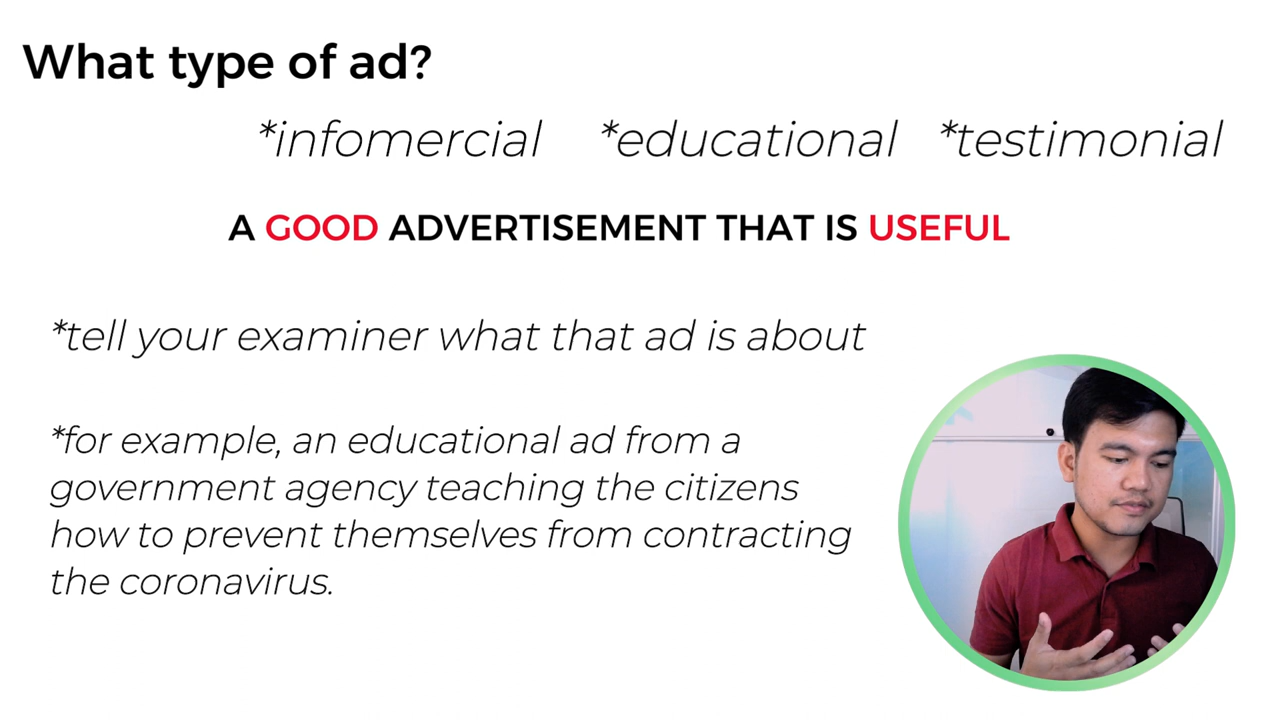 What type of ad?
*infomercial *educational *testimonial
A GOOD ADVERTISEMENT THAT IS USEFUL
*tell your examiner what that ad is about
*for example, an educational ad from a
government agency teaching the citizens
how to prevent themselves from contracting
the coronavirus.